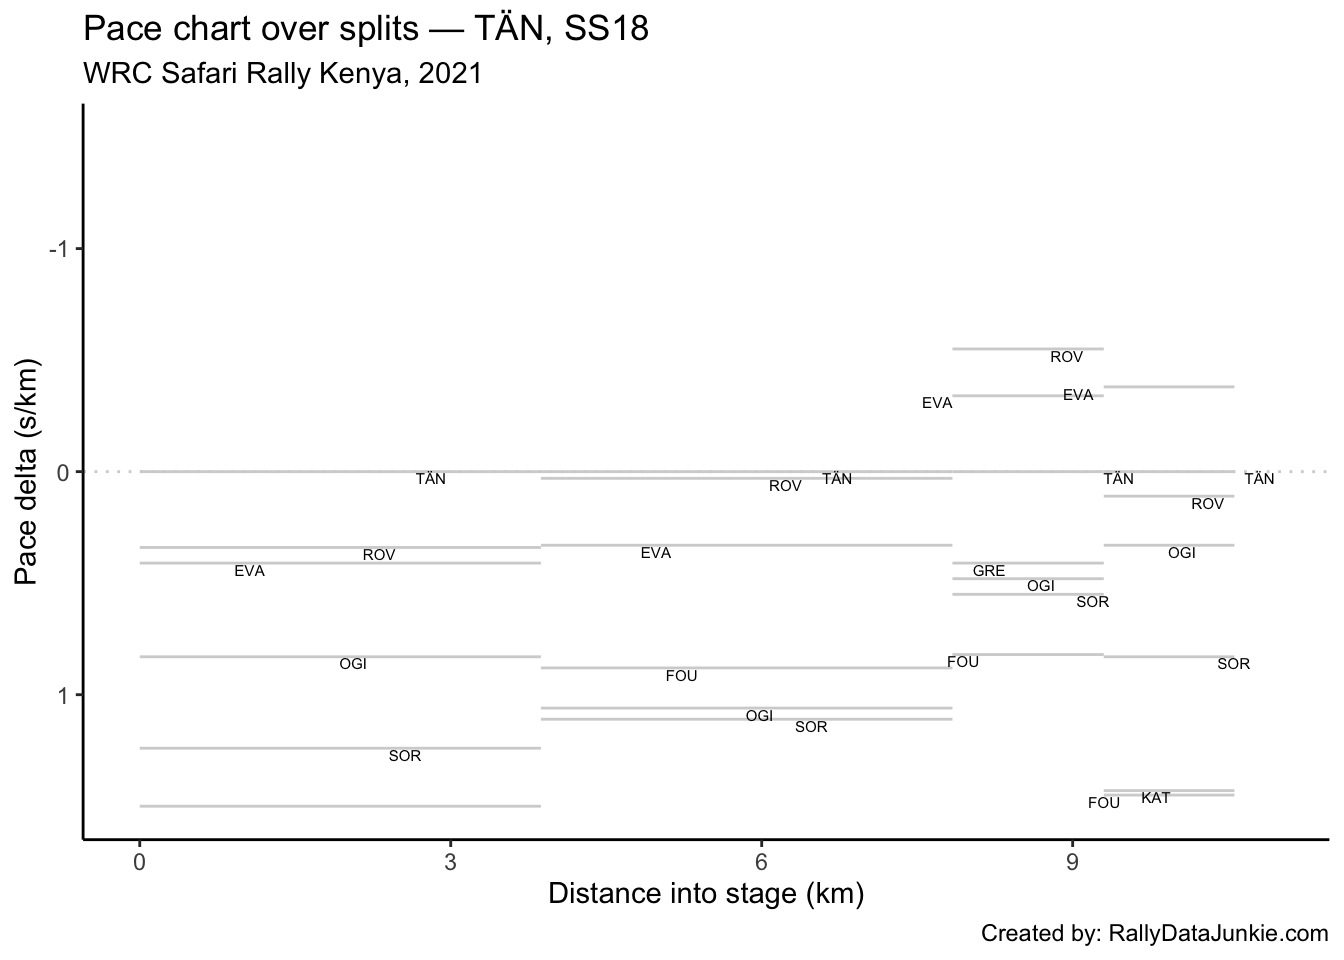 Pace chart over splits — TÄN, SS18
WRC Safari Rally Kenya, 2021
Pace delta (s/km)
-1
0
1
ROV
EVA
EVA
TÄN
TÄN
TÄN
TÄN
ROV
ROV
ROV
EVA
OGI
EVA
GRE
OGI
SOR
OGI
FOU
FOU
SOR
OGI
SOR
SOR
FOU
KAT
0
3
6
9
Distance into stage (km)
Created by: RallyDataJunkie.com